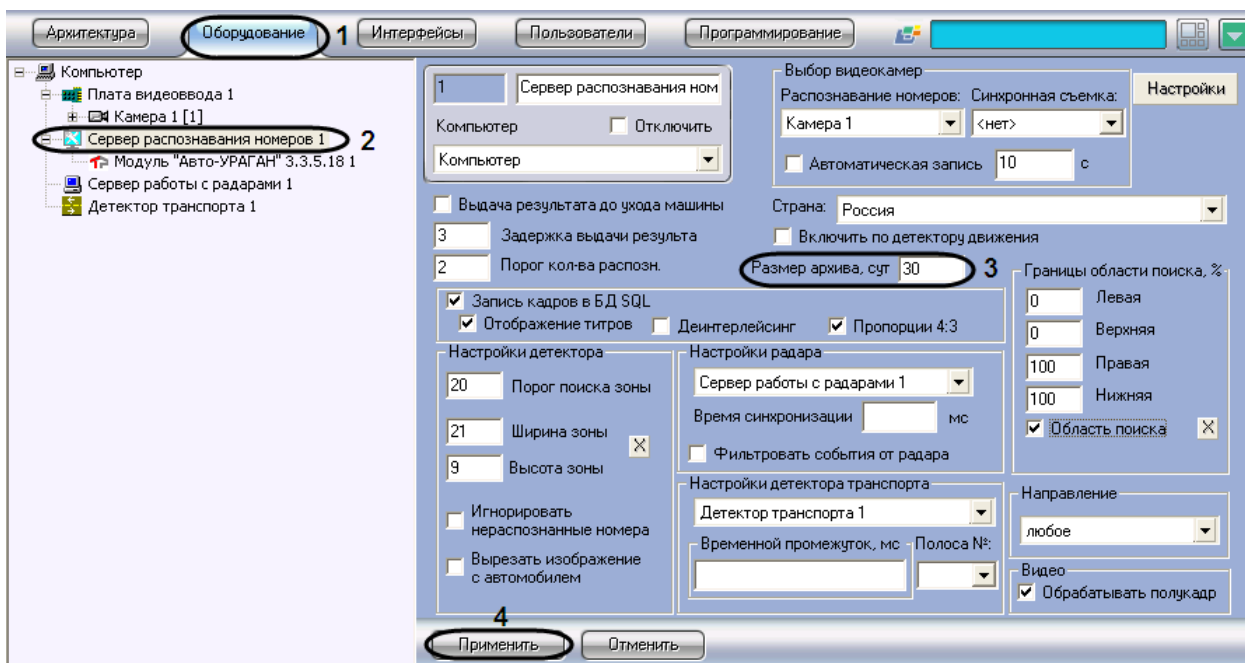 Архитектура
Оборудование
1
Интерфейсы
Пользователи
Программирование
Компьютер
Плата видеоввода 1
Камера 1 [1]
Сервер распознавания номеров 1
2
Модуль "Авто-УРАГАН" 3.3.5.18 1
Сервер работы с радарами 1
Детектор транспорта 1
1
Сервер распознавания ном
Компьютер
Отключить
Компьютер
Выбор видеокамер
Распознавание номеров:
Синхронная съемка:
Камера 1
<нет>
Автоматическая запись
10
с
Настройки
Выдача результата до ухода машины
3
Задержка выдачи результа
2
Порог кол-ва распозн.
Страна:
Россия
Включить по детектору движения
Размер архива, сут
30
3
Запись кадров в БД SQL
Отображение титров
Деинтерлейсинг
Пропорции 4:3
Границы области поиска, %
0
Левая
0
Верхняя
100
Правая
100
Нижняя
Область поиска
X
Настройки детектора
20
Порог поиска зоны
21
Ширина зоны
X
9
Высота зоны
Игнорировать
нераспознанные номера
Вырезать изображение
с автомобилем
Настройки радара
Сервер работы с радарами 1
Время синхронизации
мс
Фильтровать события от радара
Настройки детектора транспорта
Детектор транспорта 1
Временной промежуток, мс
Полоса №:
Направление
любое
Видео
Обрабатывать полукадр
4
Применить
Отменить